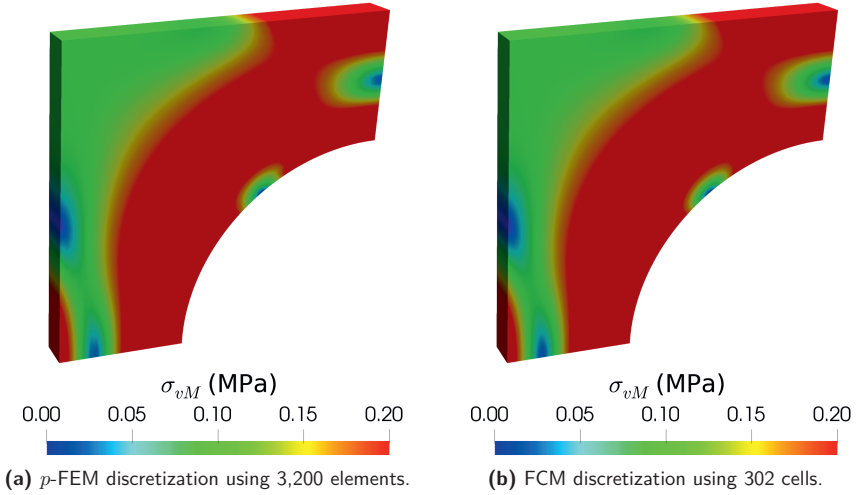 σvM (MPa)
0.00 0.05 0.10 0.15 0.20
(a) p-FEM discretization using 3,200 elements.
σvM (MPa)
0.00 0.05 0.10 0.15 0.20
(b) FCM discretization using 302 cells.